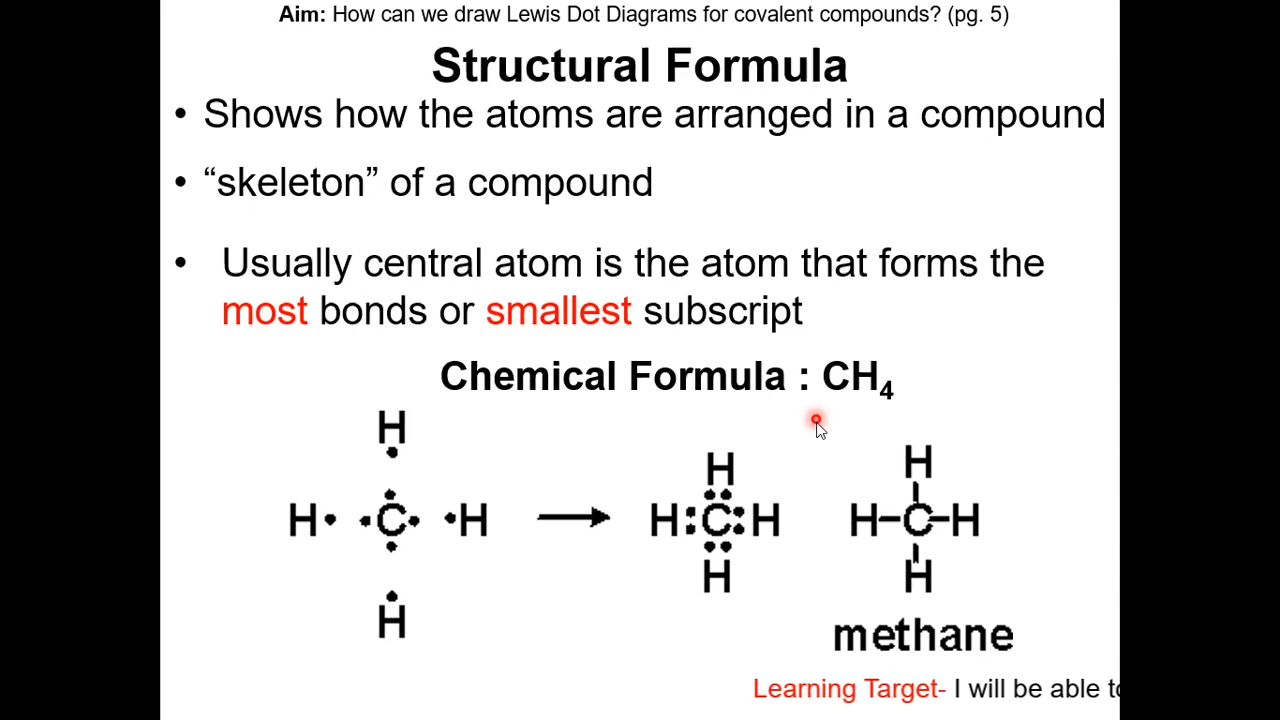 Aim: How can we draw Lewis Dot Diagrams for covalent compounds? (pg. 5)
Structural Formula
• Shows how the atoms are arranged in a compound
• “skeleton” of a compound
• Usually central atom is the atom that forms the
most bonds or smallest subscript
Chemical Formula : CH₄
H
H• •C• •H
H
H
H:C:H
H
H
H–C–H
H
methane
Learning Target- I will be able to